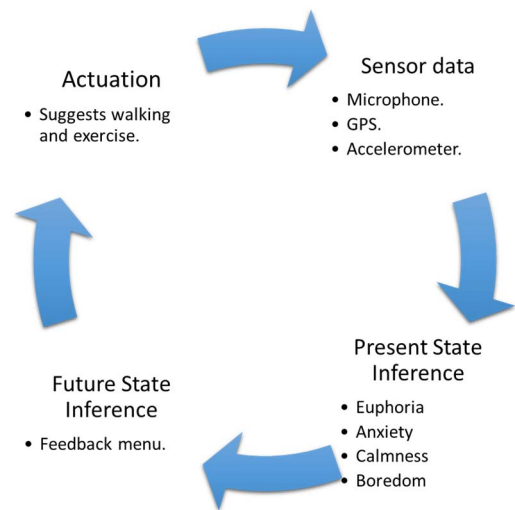 Actuation
• Suggests walking
and exercise.
Sensor data
• Microphone.
• GPS.
• Accelerometer.
Present State
Inference
• Euphoria
• Anxiety
• Calmness
• Boredom
Future State
Inference
• Feedback menu.